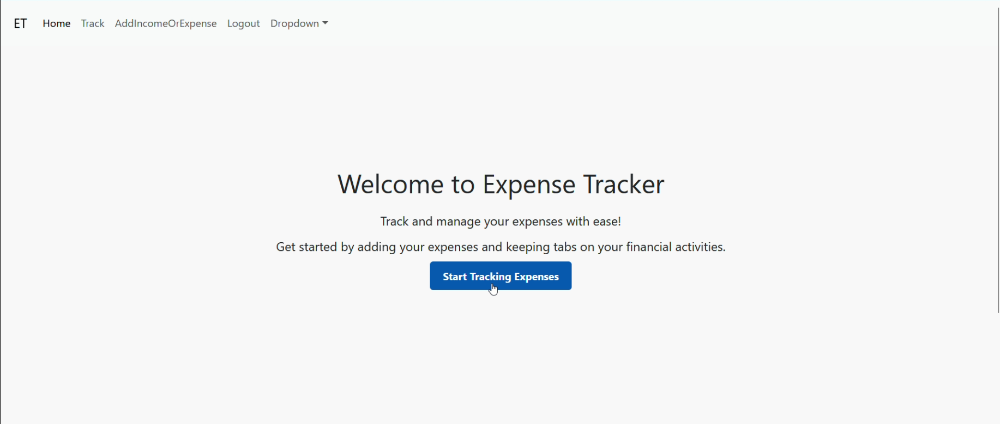 ET Home Track AddIncomeOrExpense Logout Dropdown
Welcome to Expense Tracker
Track and manage your expenses with ease!
Get started by adding your expenses and keeping tabs on your financial activities.
Start Tracking Expenses